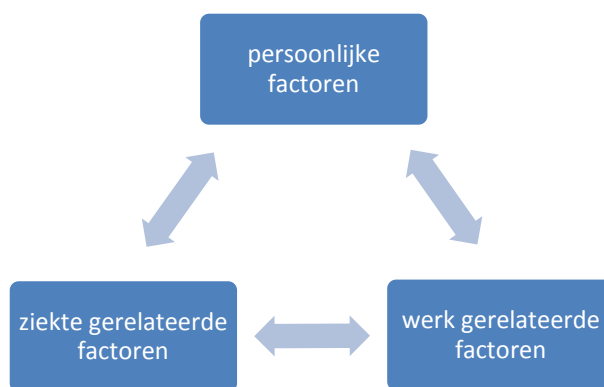 persoonlijke
factoren
ziekte gerelateerde
factoren
werk gerelateerde
factoren